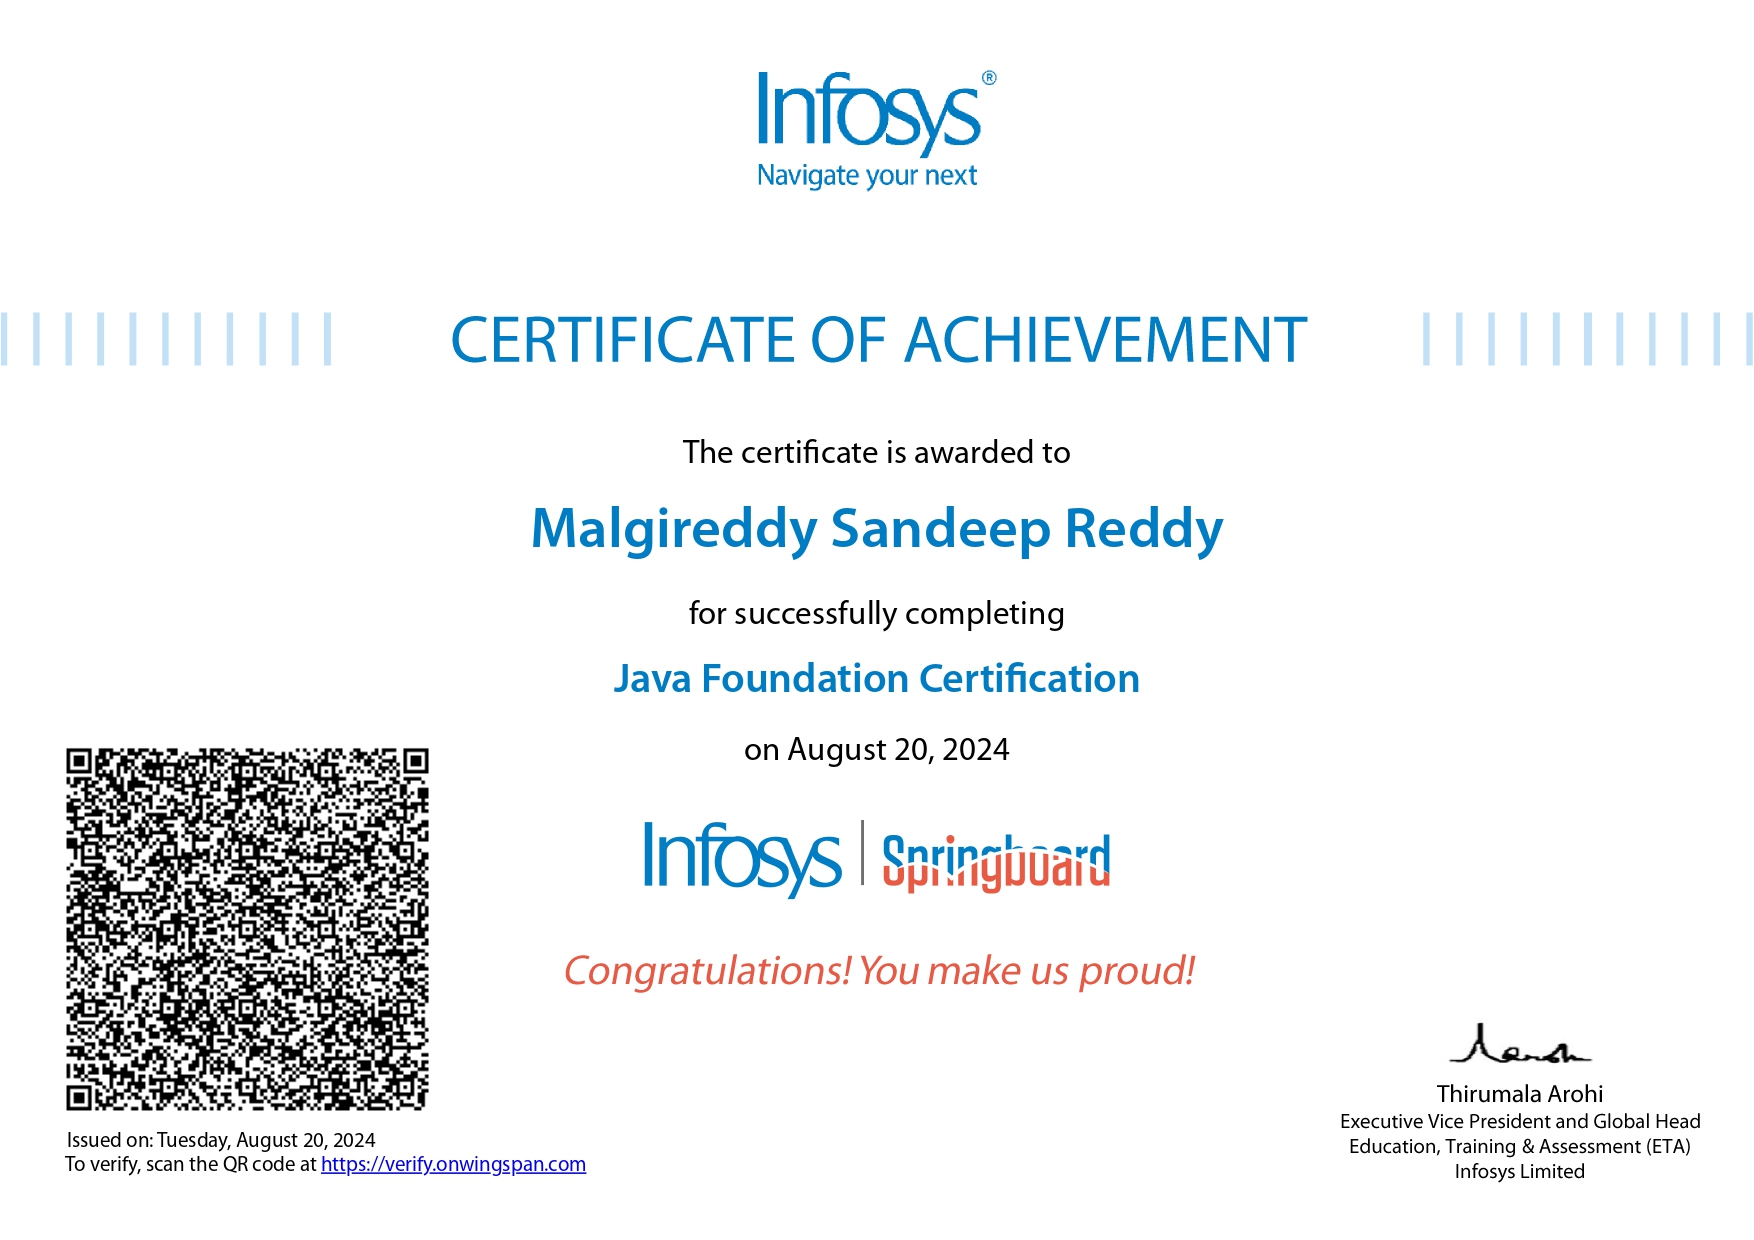 Infosys®
Navigate your next
CERTIFICATE OF ACHIEVEMENT
The certificate is awarded to
Malgireddy Sandeep Reddy
for successfully completing
Java Foundation Certification
on August 20, 2024
Infosys | Springboard
Congratulations! You make us proud!
Thirumala Arohi
Executive Vice President and Global Head
Education, Training & Assessment (ETA)
Infosys Limited
Issued on: Tuesday, August 20, 2024
To verify, scan the QR code at https://verify.onwingspan.com